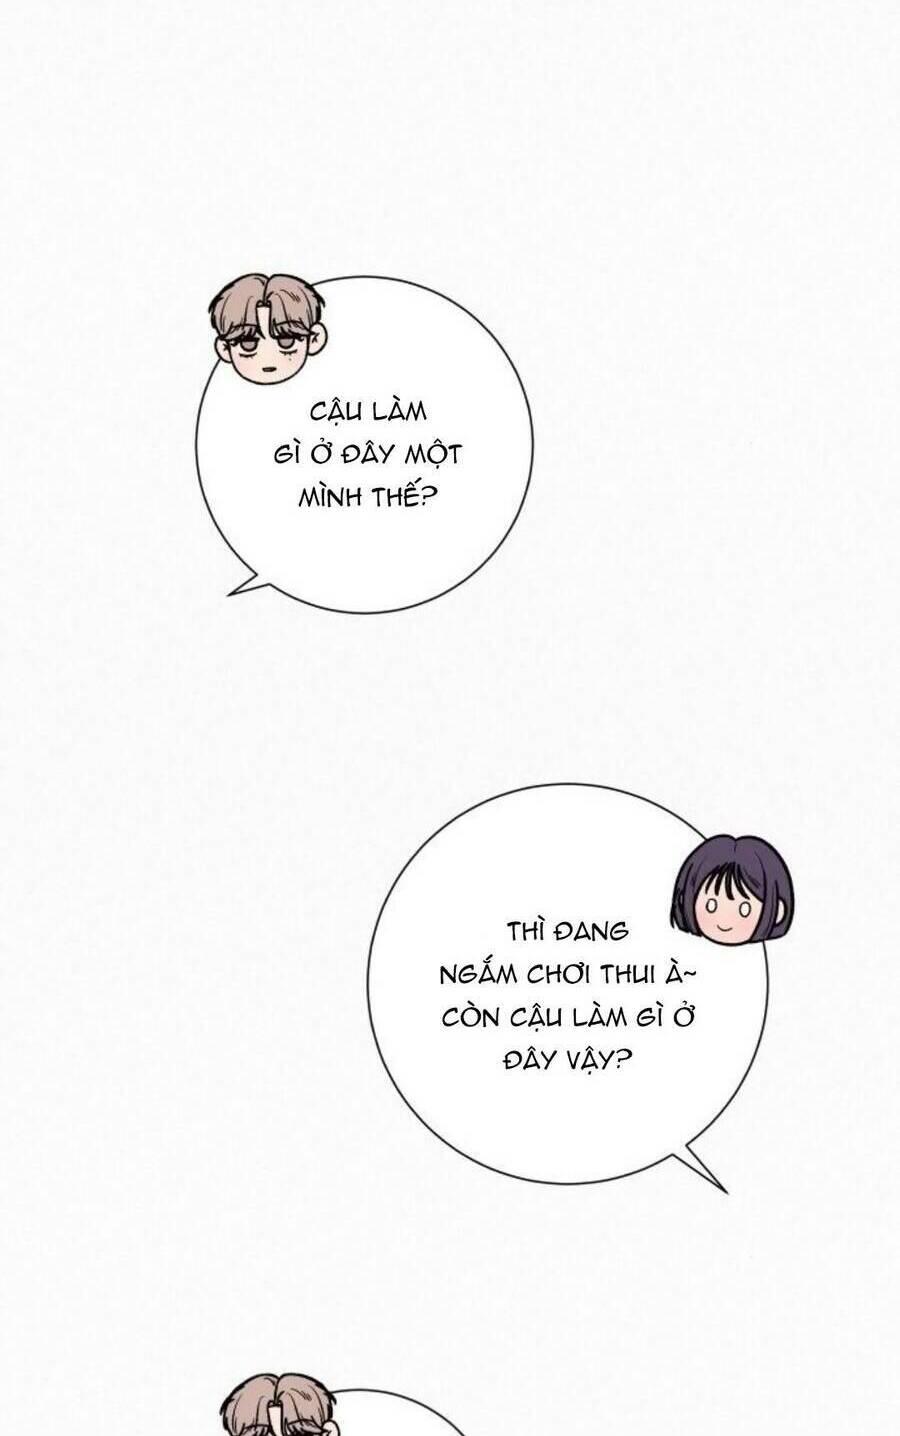 CẬU LÀM
GÌ Ở ĐÂY MỘT
MÌNH THẾ?
THÌ ĐANG
NGẮM CHƠI THUI À~
CÒN CẬU LÀM GÌ Ở
ĐÂY VẬY?